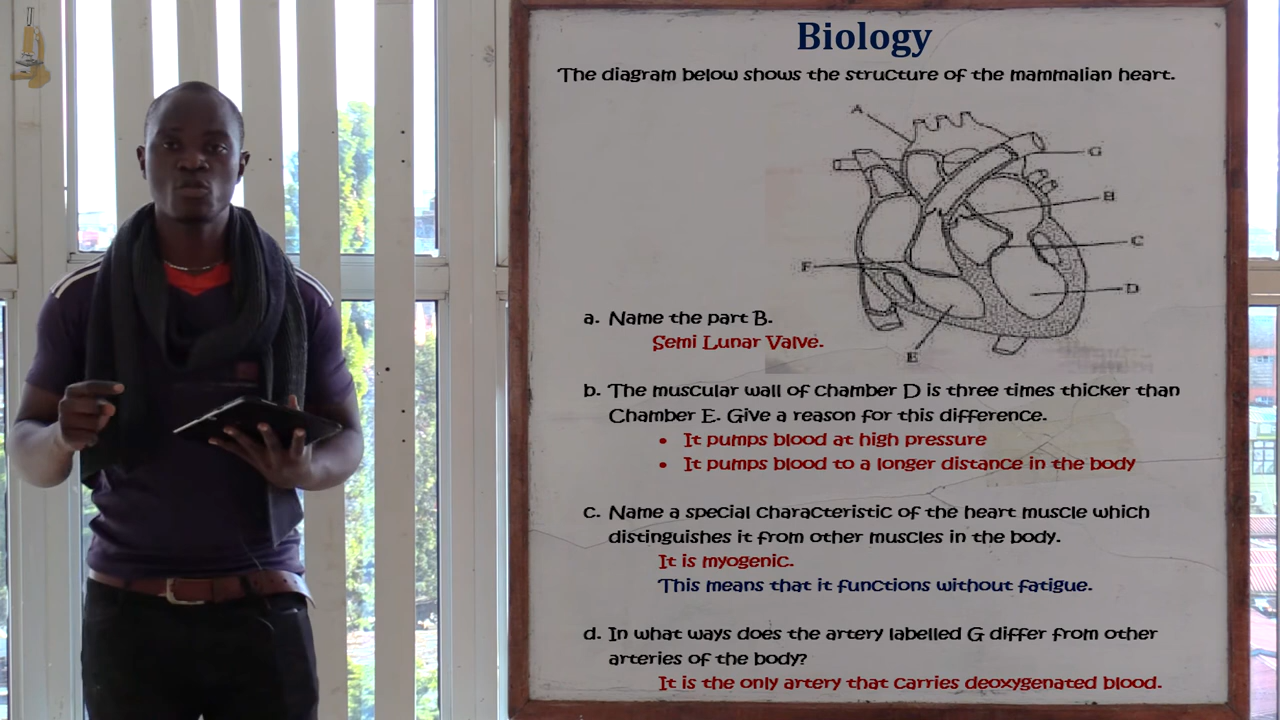 Biology
The diagram below shows the structure of the mammalian heart.
A
G
B
C
F
D
E
a. Name the part B.
Semi Lunar Valve.
b. The muscular wall of chamber D is three times thicker than
Chamber E. Give a reason for this difference.
• It pumps blood at high pressure
• It pumps blood to a longer distance in the body
c. Name a special characteristic of the heart muscle which
distinguishes it from other muscles in the body.
It is myogenic.
This means that it functions without fatigue.
d. In what ways does the artery labelled G differ from other
arteries of the body?
It is the only artery that carries deoxygenated blood.